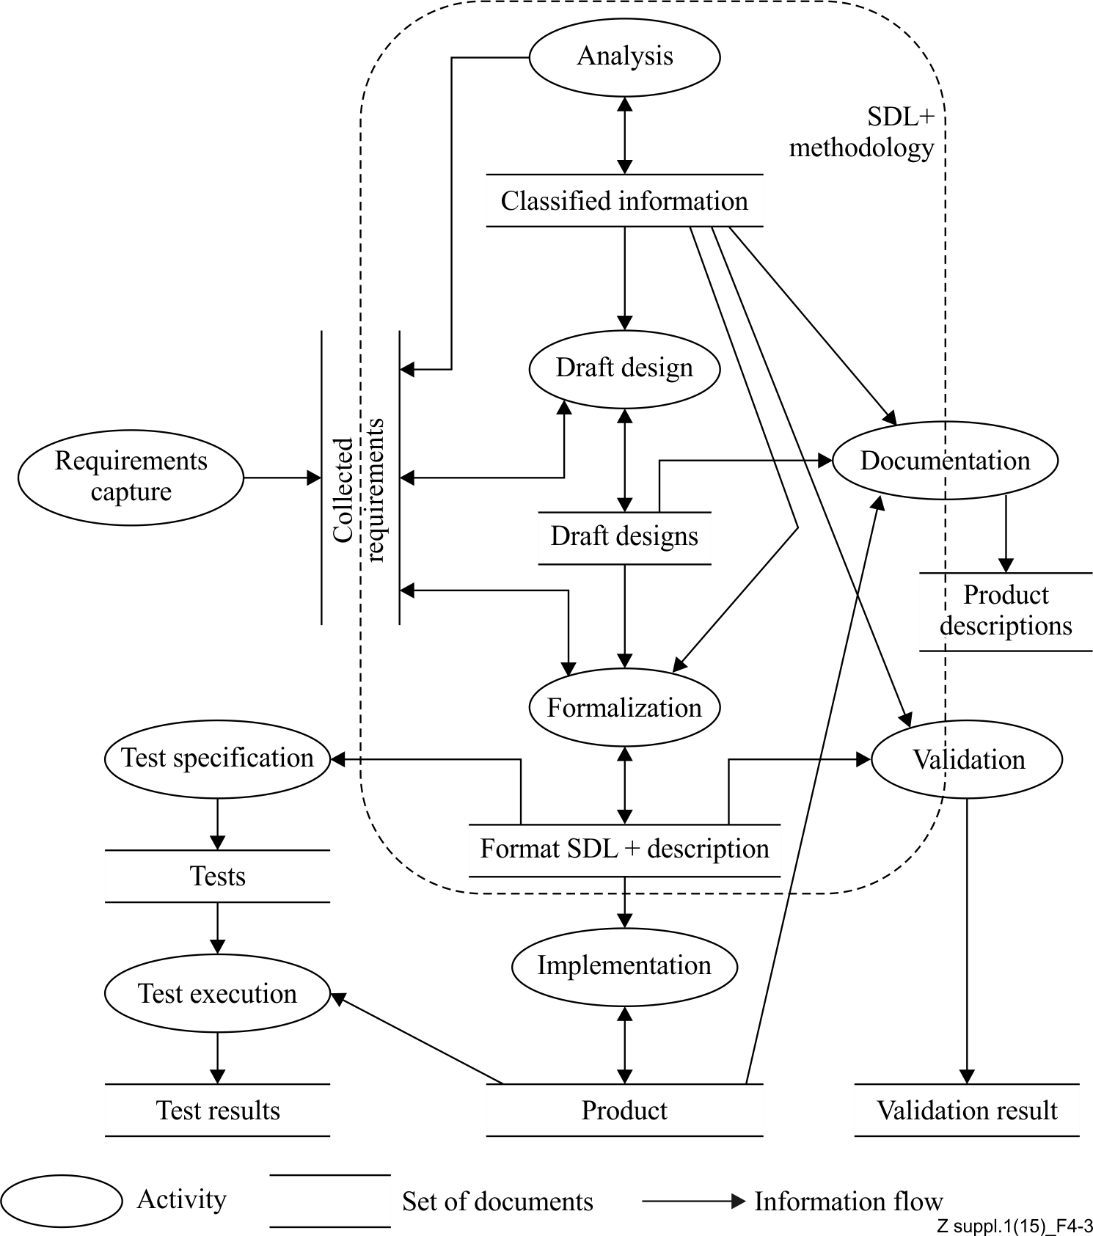 Analysis
SDL+
methodology
Classified information
Draft design
Requirements
capture
Collected
requirements
Documentation
Draft designs
Product
descriptions
Formalization
Test specification
Validation
Format SDL + description
Tests
Implementation
Test execution
Test results
Product
Validation result
Activity
Set of documents
Information flow
Z suppl.1(15)_F4-3